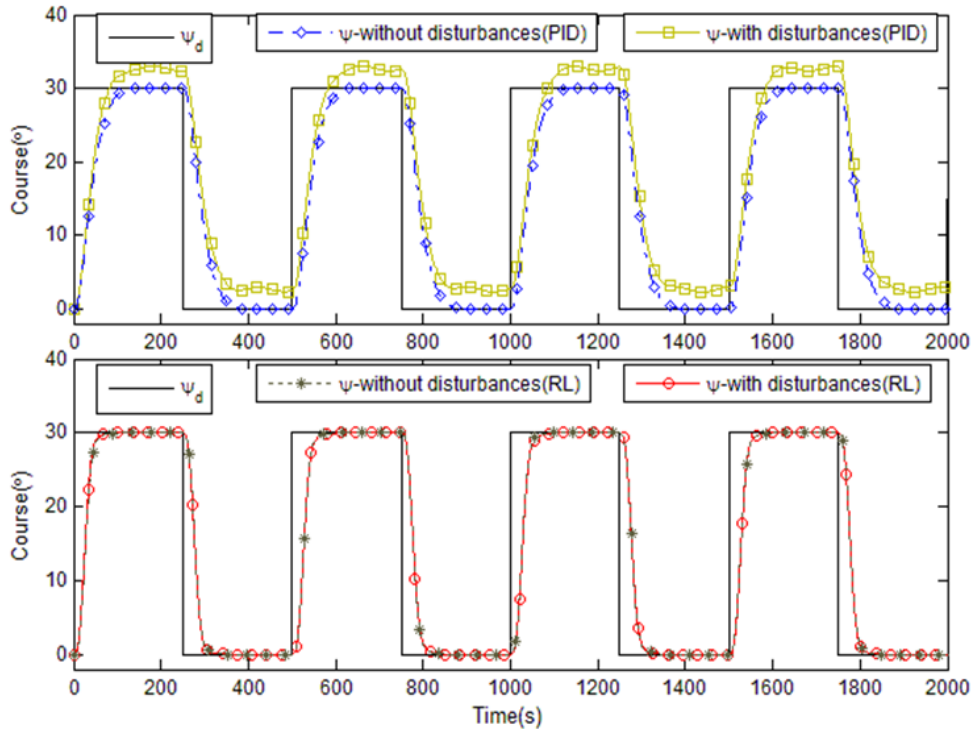 40
ψd ψ-without disturbances(PID) ψ-with disturbances(PID)
30
20
10
0
Course(º)
0 200 400 600 800 1000 1200 1400 1600 1800 2000
40
ψd ψ-without disturbances(RL) ψ-with disturbances(RL)
30
20
10
0
Course(º)
0 200 400 600 800 1000 1200 1400 1600 1800 2000
Time(s)